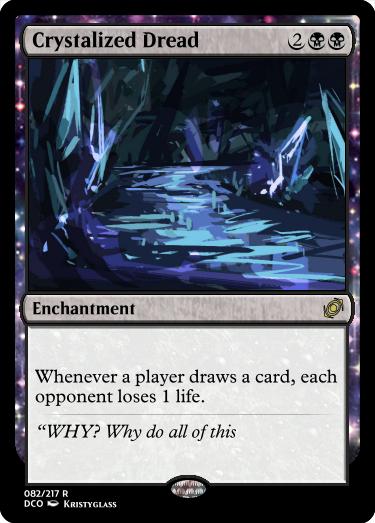 Crystalized Dread 2
Enchantment
Whenever a player draws a card, each
opponent loses 1 life.
“WHY? Why do all of this
082/217 R
DCO Kristyglass